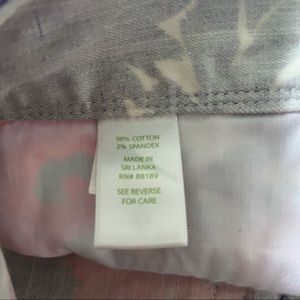 98% COTTON
2% SPANDEX
MADE IN
SRI LANKA
RN# 88189
SEE REVERSE
FOR CARE